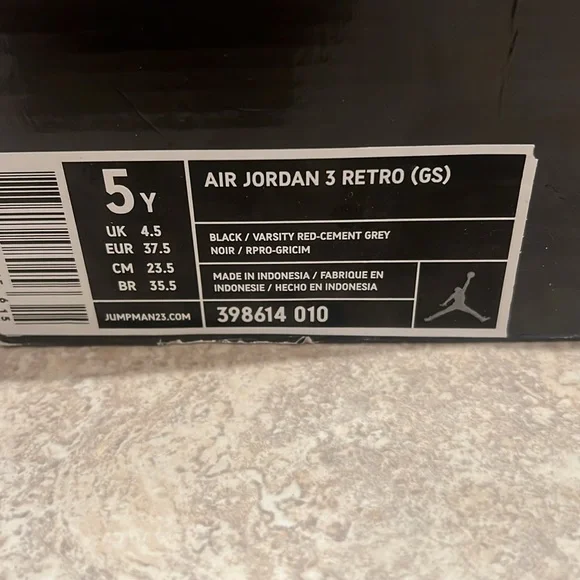 5Y
UK 4.5
EUR 37.5
CM 23.5
BR 35.5
JUMPMAN23.COM
AIR JORDAN 3 RETRO (GS)
BLACK / VARSITY RED-CEMENT GREY
NOIR / RPRO-GRICIM
MADE IN INDONESIA / FABRIQUE EN
INDONESIE / HECHO EN INDONESIA
398614 010